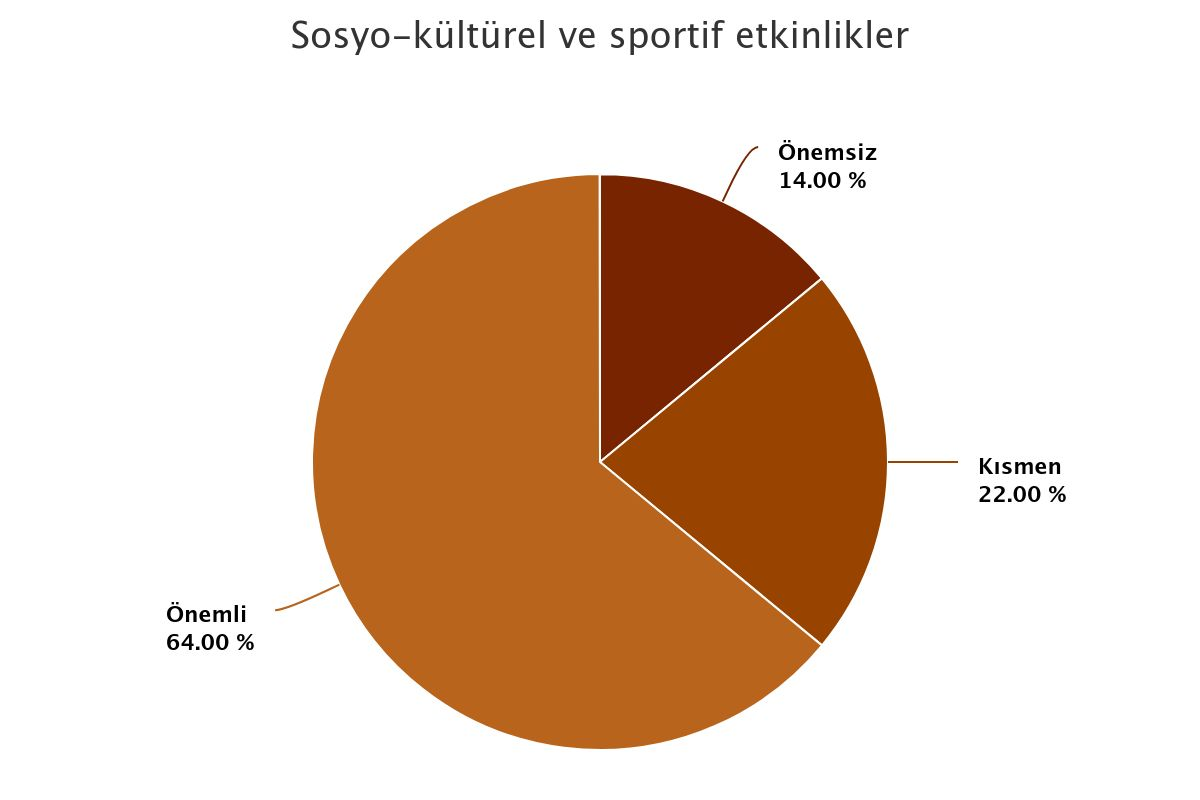 Sosyo-kültürel ve sportif etkinlikler
Önemsiz
14.00 %
Kısmen
22.00 %
Önemli
64.00 %